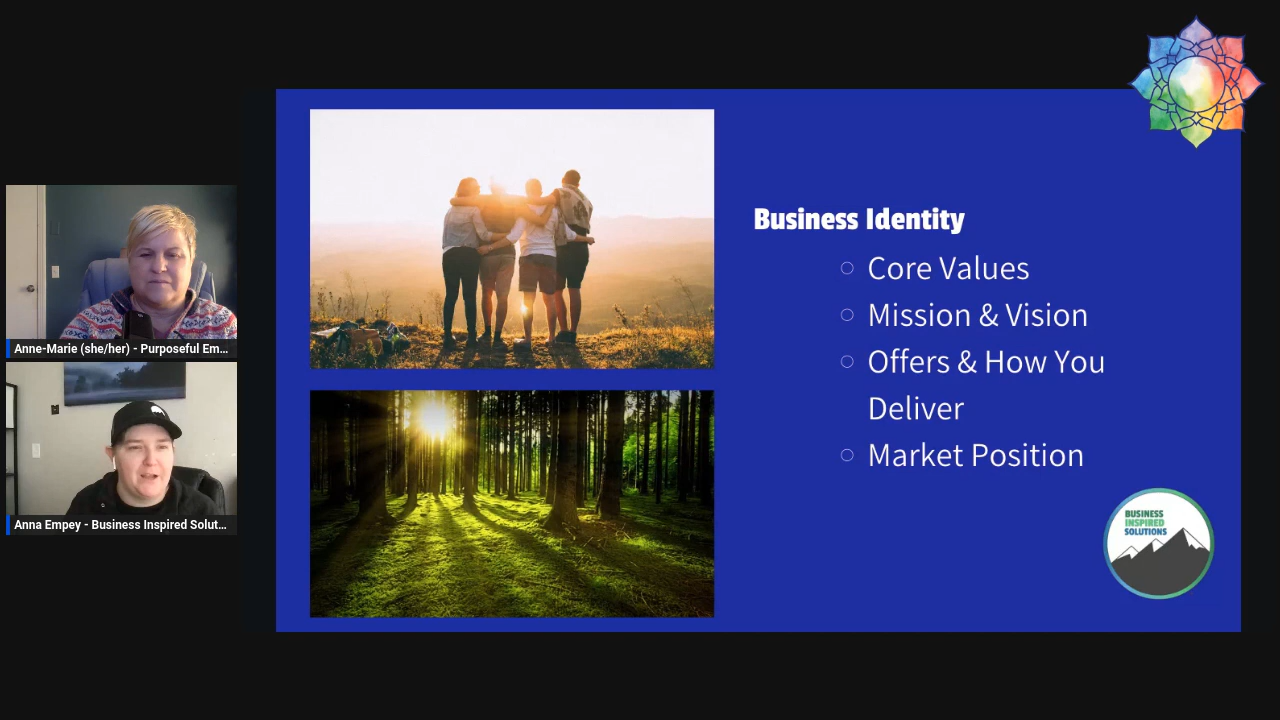 Anne-Marie (she/her) - Purposeful Em...
Anna Empey - Business Inspired Solut...
Business Identity
Core Values
Mission & Vision
Offers & How You
Deliver
Market Position
BUSINESS
INSPIRED
SOLUTIONS